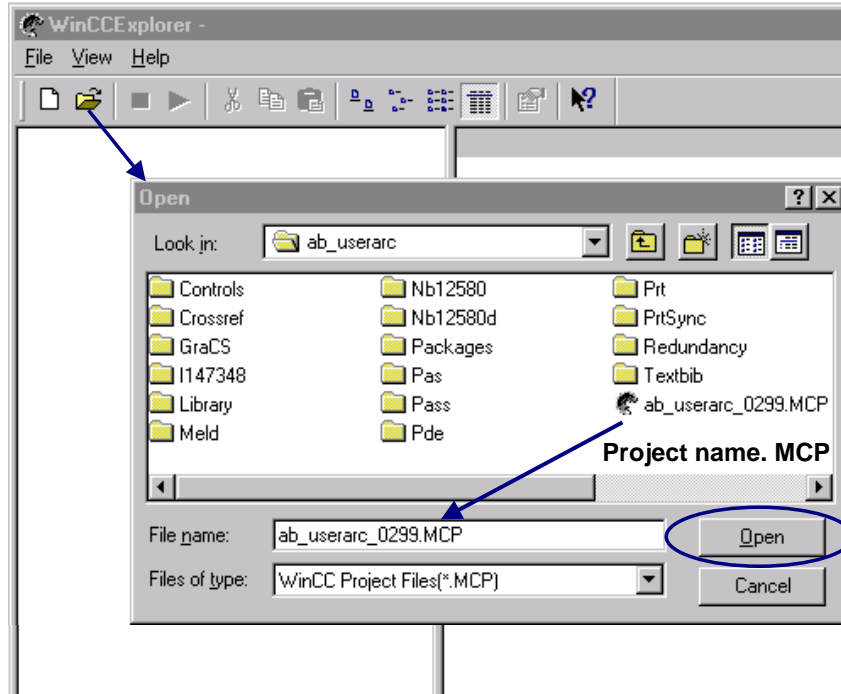 WinCCExplorer -
File View Help
Open
Look in: ab_userarc
Controls Nb12580 Prt
Crossref Nb12580d PrtSync
GraCS Packages Redundancy
I147348 Pas Textbib
Library Pass ab_userarc_0299.MCP
Meld Pde
Project name. MCP
File name: ab_userarc_0299.MCP Open
Files of type: WinCC Project Files(*.MCP) Cancel